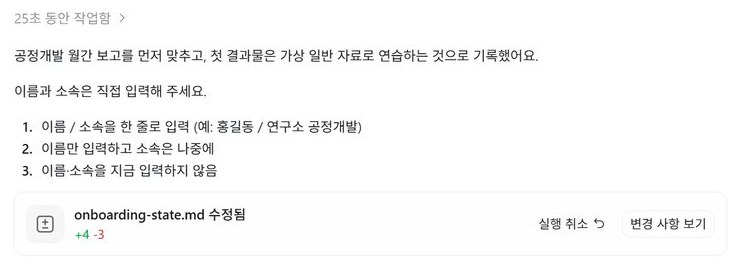 25초 동안 작업함 >
공정개발 월간 보고를 먼저 맞추고, 첫 결과물은 가상 일반 자료로 연습하는 것으로 기록했어요.
이름과 소속은 직접 입력해 주세요.
1. 이름 / 소속을 한 줄로 입력 (예: 홍길동 / 연구소 공정개발)
2. 이름만 입력하고 소속은 나중에
3. 이름·소속을 지금 입력하지 않음
onboarding-state.md 수정됨
+4 -3
실행 취소
변경 사항 보기